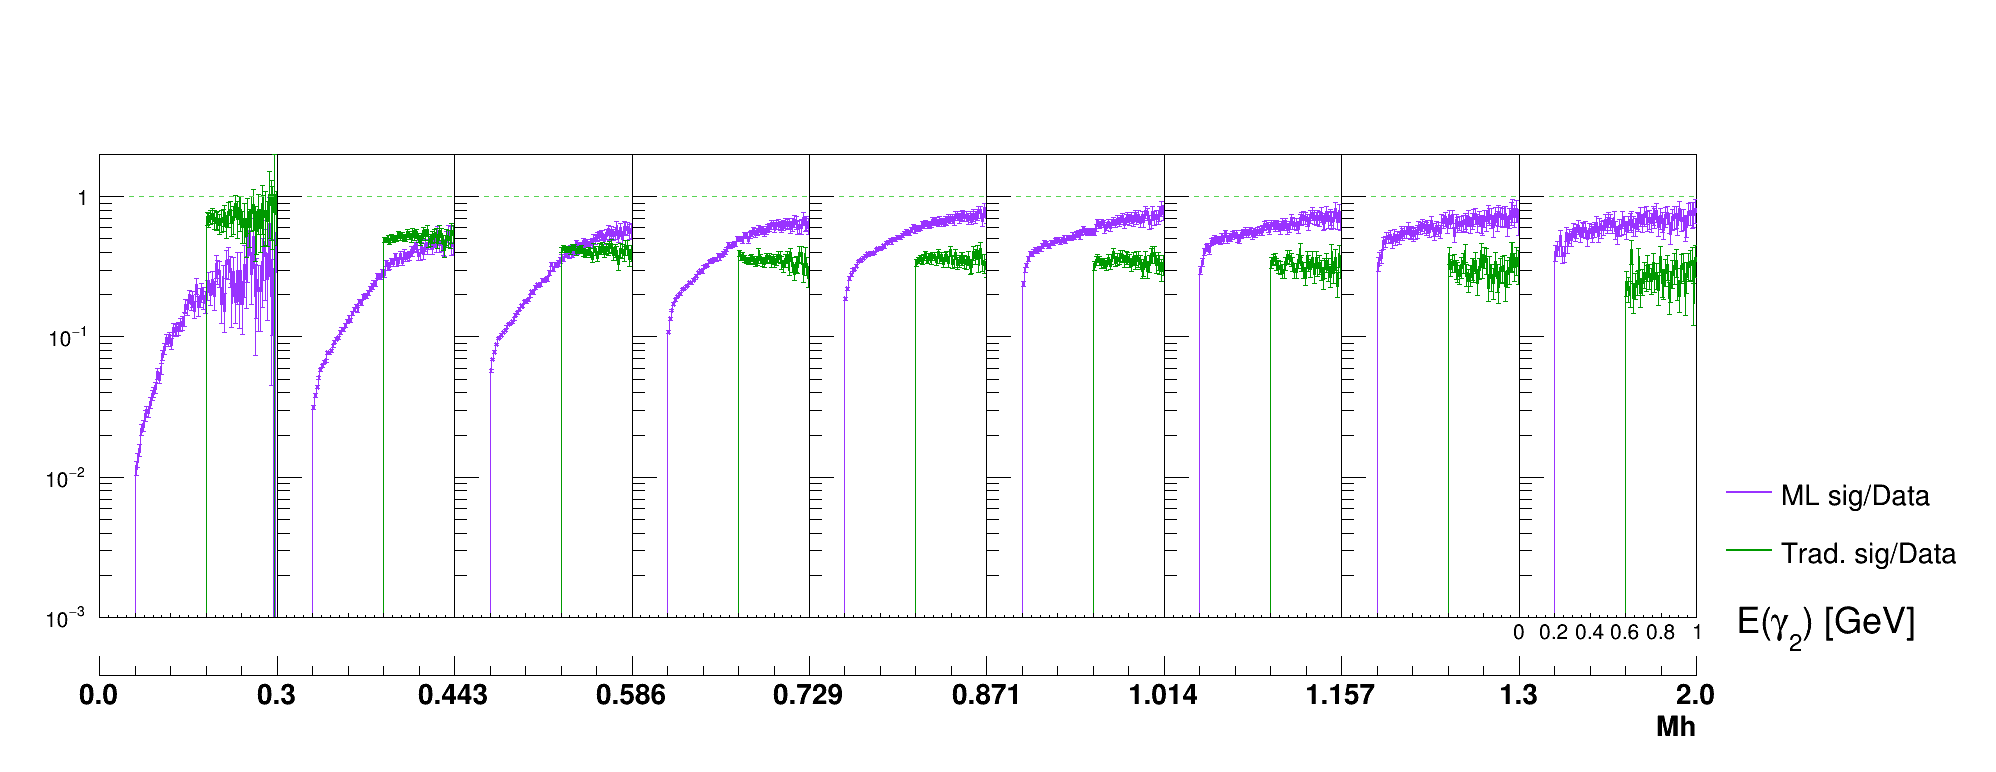 1
10⁻¹
10⁻²
10⁻³
ML sig/Data
Trad. sig/Data
E(γ₂) [GeV]
0 0.2 0.4 0.6 0.8 1
0.0 0.3 0.443 0.586 0.729 0.871 1.014 1.157 1.3 2.0
Mh